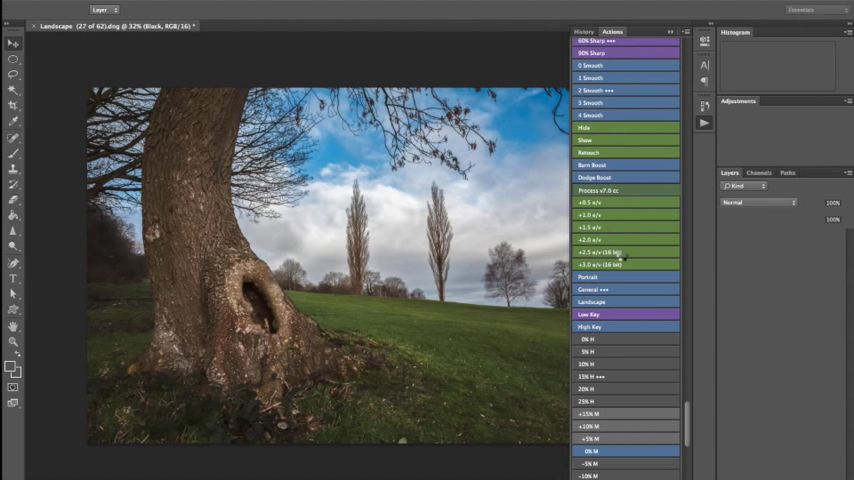 Layer
Essentials
Landscape (27 of 62).dng @ 32% (Black, RGB/16) *
History Actions
60% Sharp •••
90% Sharp
0 Smooth
1 Smooth
2 Smooth •••
3 Smooth
4 Smooth
Hide
Show
Retouch
Burn Boost
Dodge Boost
Process v7.0 cc
+0.5 e/v
+1.0 e/v
+1.5 e/v
+2.0 e/v
+2.5 e/v (16 bit)
+3.0 e/v (16 bit)
Portrait
General •••
Landscape
Low Key
High Key
0% H
5% H
10% H
15% H •••
20% H
25% H
+15% M
+10% M
+5% M
0% M
-5% M
-10% M
Histogram
Adjustments
Layers Channels Paths
Kind
Normal
100%
100%